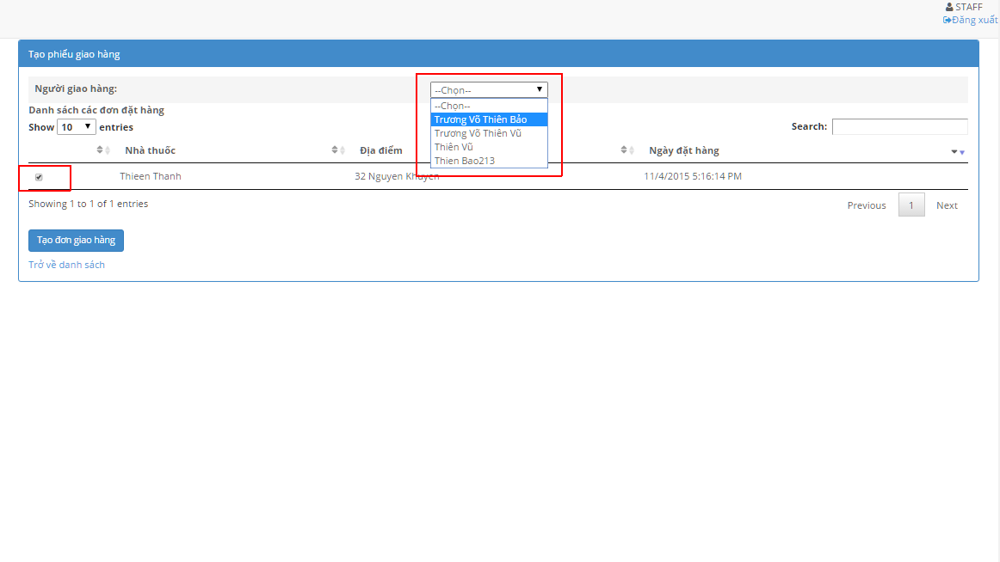 STAFF
Đăng xuất
Tạo phiếu giao hàng
Người giao hàng:
--Chọn--
--Chọn--
Trương Võ Thiên Bảo
Trương Võ Thiên Vũ
Thiên Vũ
Thien Bao213
Danh sách các đơn đặt hàng
Show 10 entries
Search:
Nhà thuốc Địa điểm Ngày đặt hàng
Thieen Thanh 32 Nguyen Khuyen 11/4/2015 5:16:14 PM
Showing 1 to 1 of 1 entries
Previous 1 Next
Tạo đơn giao hàng
Trở về danh sách